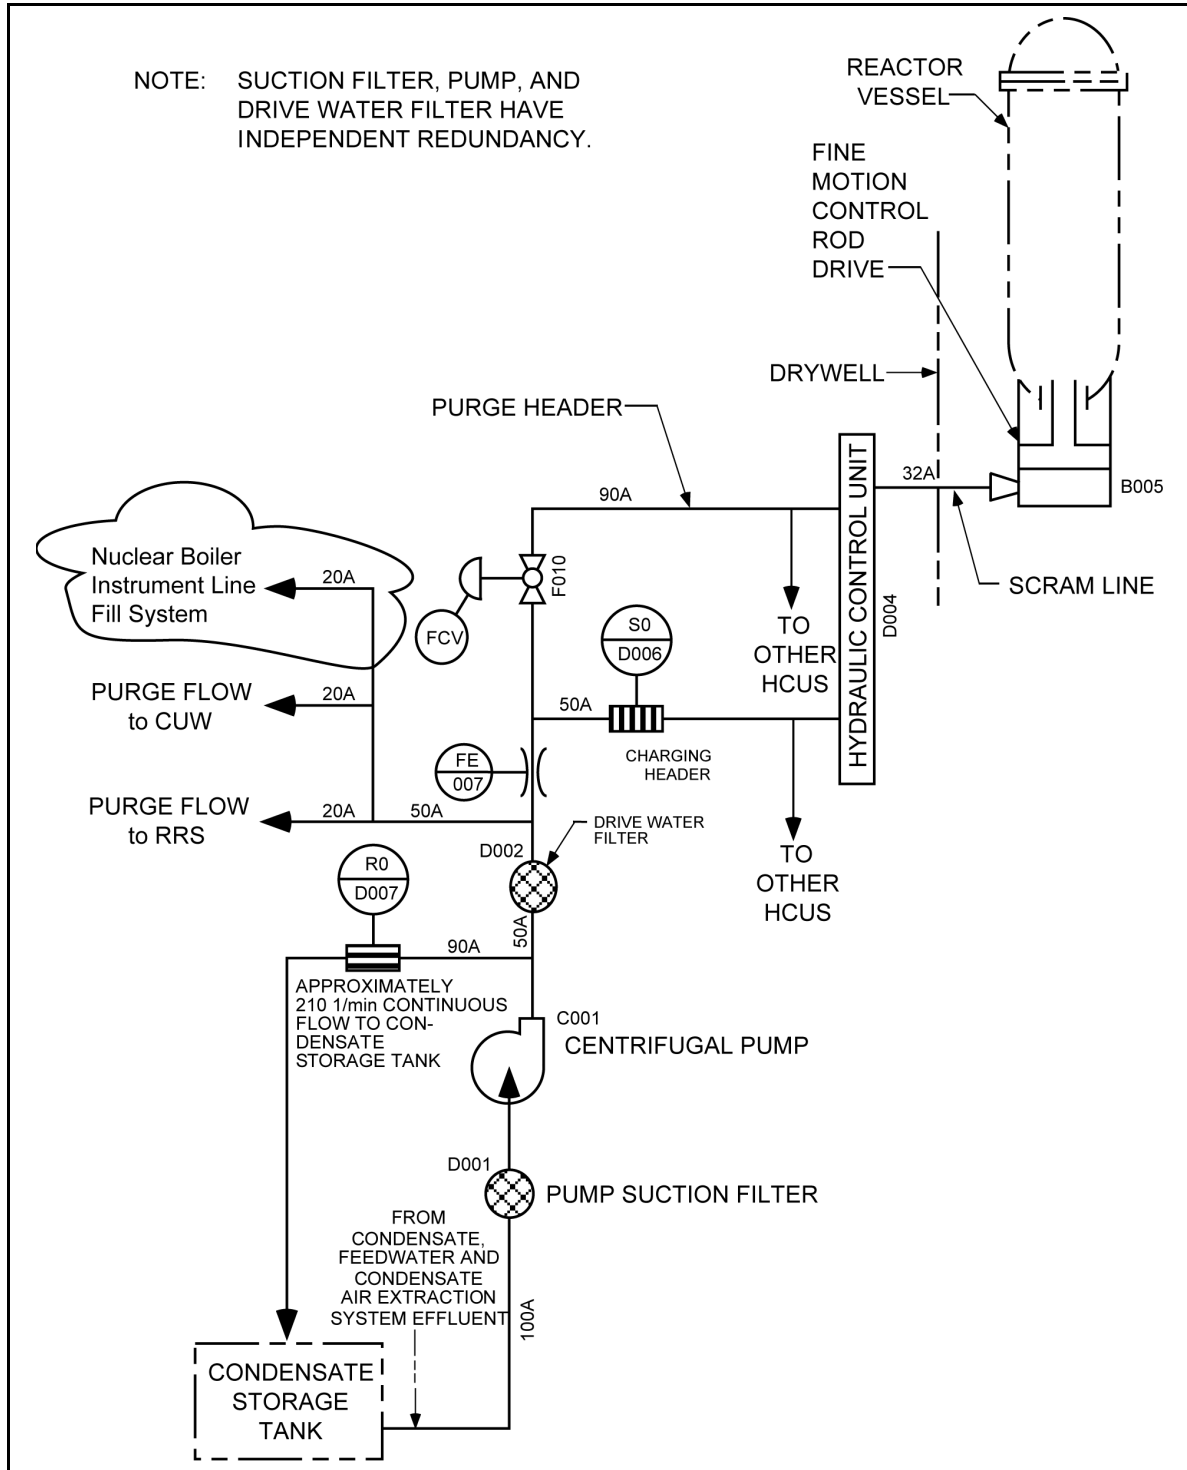 NOTE: SUCTION FILTER, PUMP, AND
DRIVE WATER FILTER HAVE
INDEPENDENT REDUNDANCY.
REACTOR
VESSEL
FINE
MOTION
CONTROL
ROD
DRIVE
DRYWELL
PURGE HEADER
90A
32A
B005
SCRAM LINE
HYDRAULIC CONTROL UNIT
D004
Nuclear Boiler
Instrument Line
Fill System
20A
F010
FCV
S0
D006
TO
OTHER
HCUS
PURGE FLOW
to CUW
20A
50A
CHARGING
HEADER
FE
007
PURGE FLOW
to RRS
20A
50A
DRIVE WATER
FILTER
D002
TO
OTHER
HCUS
R0
D007
50A
90A
APPROXIMATELY
210 1/min CONTINUOUS
FLOW TO CON-
DENSATE
STORAGE TANK
C001
CENTRIFUGAL PUMP
D001
PUMP SUCTION FILTER
FROM
CONDENSATE,
FEEDWATER AND
CONDENSATE
AIR EXTRACTION
SYSTEM EFFLUENT
100A
CONDENSATE
STORAGE
TANK